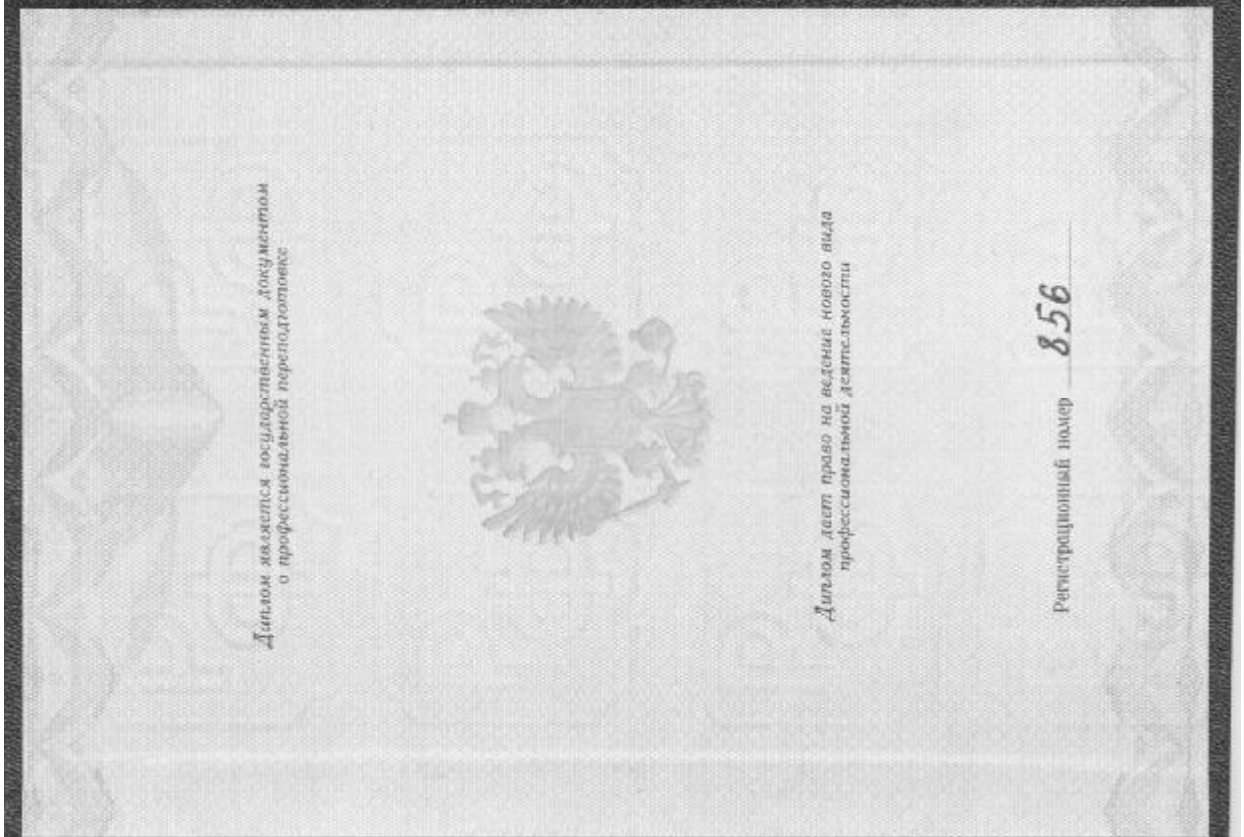 Диплом является государственным документом
о профессиональной переподготовке
Диплом дает право на ведение нового вида
профессиональной деятельности
Регистрационный номер 856